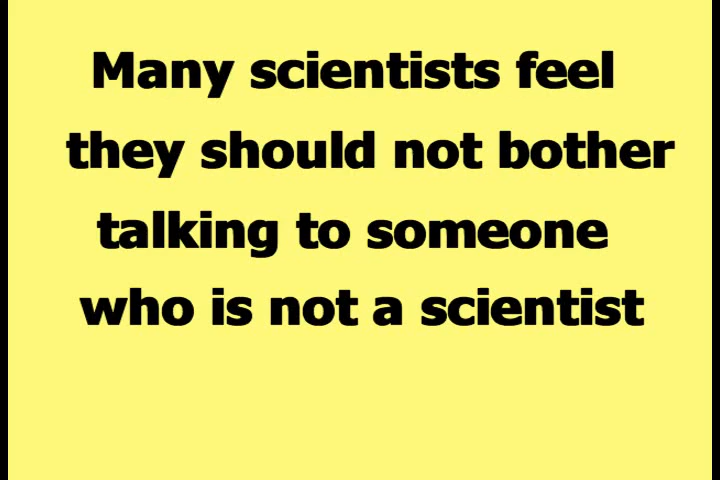 Many scientists feel
they should not bother
talking to someone
who is not a scientist